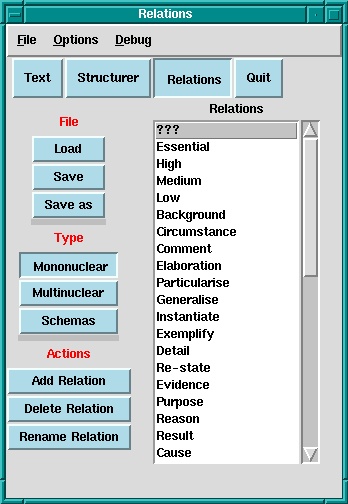 Relations
File Options Debug
Text Structurer Relations Quit
Relations
File
Load
Save
Save as
Type
Mononuclear
Multinuclear
Schemas
Actions
Add Relation
Delete Relation
Rename Relation
???
Essential
High
Medium
Low
Background
Circumstance
Comment
Elaboration
Particularise
Generalise
Instantiate
Exemplify
Detail
Re-state
Evidence
Purpose
Reason
Result
Cause